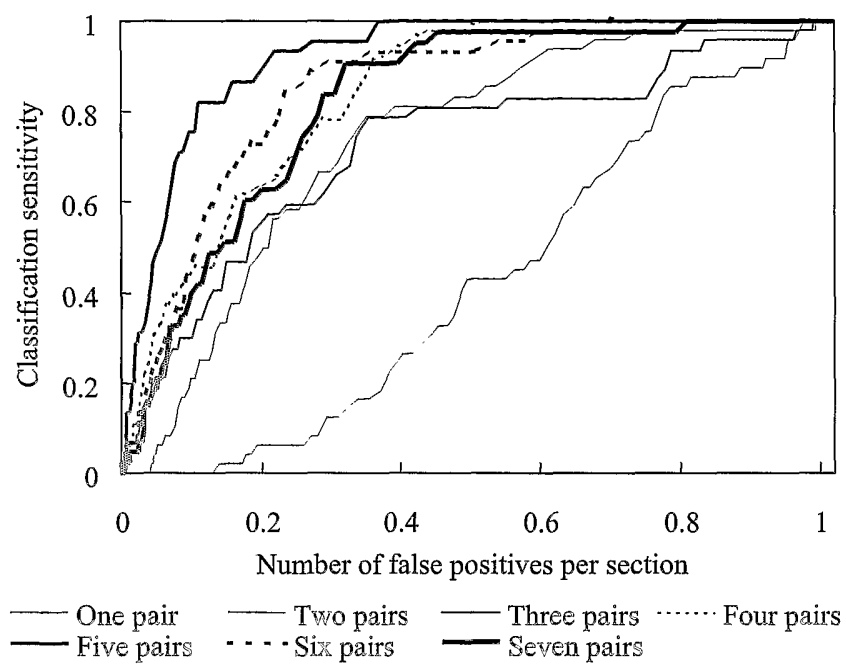 Classification sensitivity
1
0.8
0.6
0.4
0.2
0
0 0.2 0.4 0.6 0.8 1
Number of false positives per section
One pair Two pairs Three pairs Four pairs
Five pairs Six pairs Seven pairs